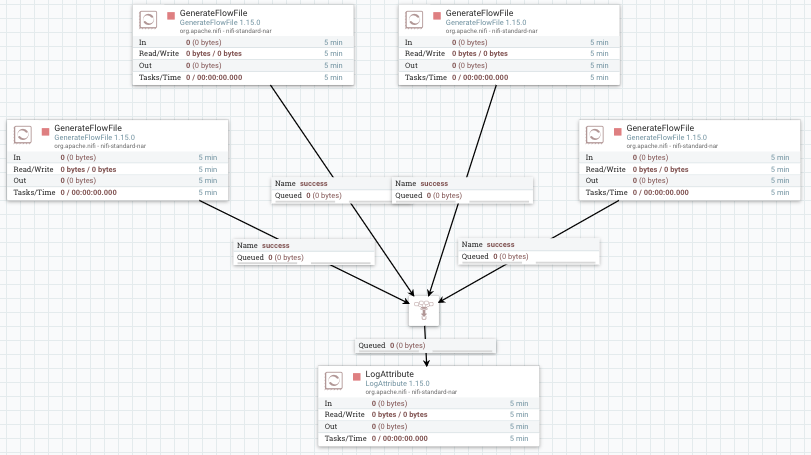 GenerateFlowFile
GenerateFlowFile 1.15.0
org.apache.nifi - nifi-standard-nar
In 0 (0 bytes) 5 min
Read/Write 0 bytes / 0 bytes 5 min
Out 0 (0 bytes) 5 min
Tasks/Time 0 / 00:00:00.000 5 min
GenerateFlowFile
GenerateFlowFile 1.15.0
org.apache.nifi - nifi-standard-nar
In 0 (0 bytes) 5 min
Read/Write 0 bytes / 0 bytes 5 min
Out 0 (0 bytes) 5 min
Tasks/Time 0 / 00:00:00.000 5 min
GenerateFlowFile
GenerateFlowFile 1.15.0
org.apache.nifi - nifi-standard-nar
In 0 (0 bytes) 5 min
Read/Write 0 bytes / 0 bytes 5 min
Out 0 (0 bytes) 5 min
Tasks/Time 0 / 00:00:00.000 5 min
GenerateFlowFile
GenerateFlowFile 1.15.0
org.apache.nifi - nifi-standard-nar
In 0 (0 bytes) 5 min
Read/Write 0 bytes / 0 bytes 5 min
Out 0 (0 bytes) 5 min
Tasks/Time 0 / 00:00:00.000 5 min
Name success
Queued 0 (0 bytes)
Name success
Queued 0 (0 bytes)
Name success
Queued 0 (0 bytes)
Name success
Queued 0 (0 bytes)
Queued 0 (0 bytes)
LogAttribute
LogAttribute 1.15.0
org.apache.nifi - nifi-standard-nar
In 0 (0 bytes) 5 min
Read/Write 0 bytes / 0 bytes 5 min
Out 0 (0 bytes) 5 min
Tasks/Time 0 / 00:00:00.000 5 min